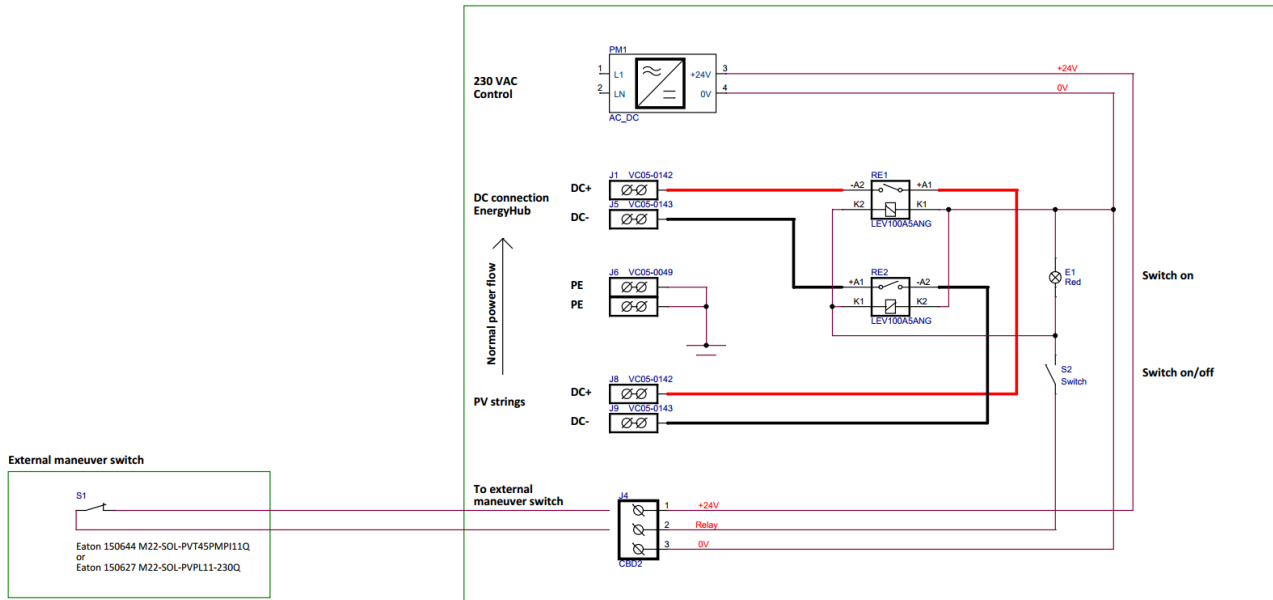 PM1
1
L1
+24V
3
+24V
230 VAC
Control
2
LN
0V
4
0V
AC_DC
J1 VC05-0142
RE1
DC+
-A2
+A1
DC connection
EnergyHub
J5 VC05-0143
K2
K1
DC-
LEV100A5ANG
J6 VC05-0049
RE2
E1
Red
Switch on
PE
+A1
-A2
PE
K1
K2
LEV100A5ANG
Normal power flow
J8 VC05-0142
S2
Switch
Switch on/off
DC+
PV strings
J9 VC05-0143
DC-
External maneuver switch
To external
maneuver switch
S1
J4
1
+24V
2
Relay
3
0V
CBD2
Eaton 150644 M22-SOL-PVT45PMPI11Q
or
Eaton 150627 M22-SOL-PVPL11-230Q